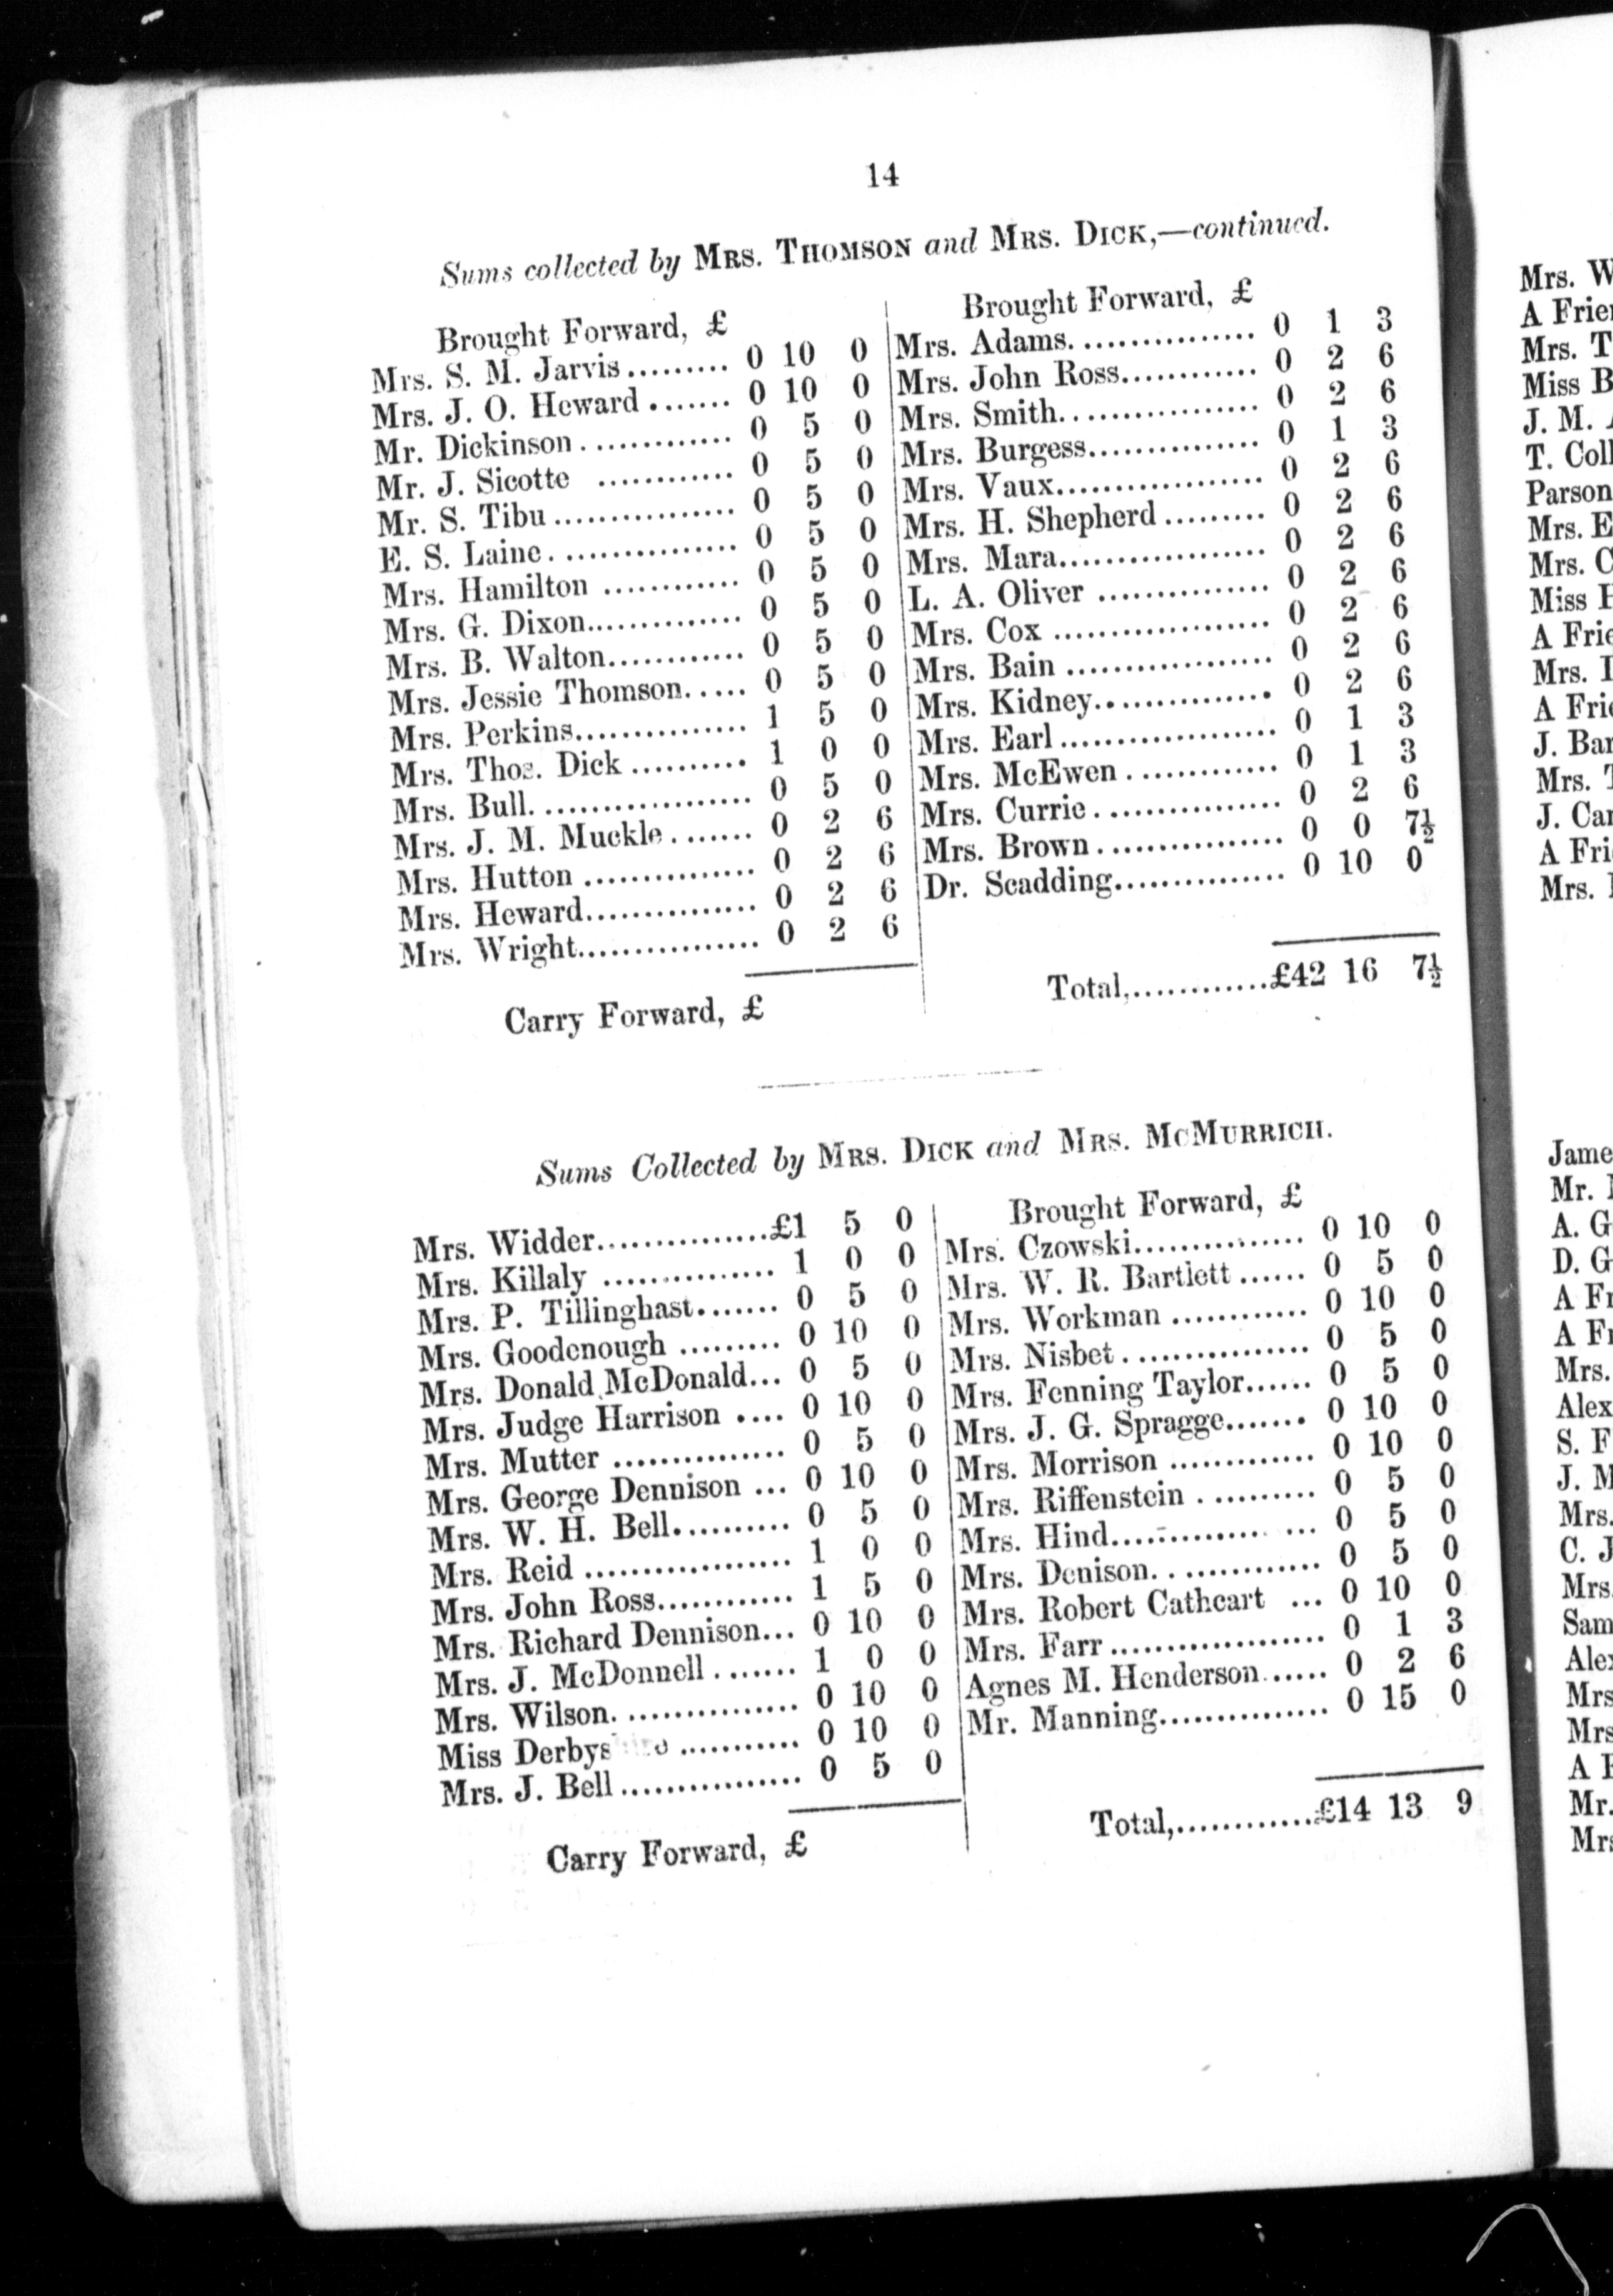 14
Sums collected by MRS. THOMSON and MRS. DICK,—continued.
Brought Forward, £
Mrs. S. M. Jarvis......... 0 10 0
Mrs. J. O. Heward ....... 0 10 0
Mr. Dickinson ............. 0 5 0
Mr. J. Sicotte ............ 0 5 0
Mr. S. Tibu ................ 0 5 0
E. S. Laine. ............... 0 5 0
Mrs. Hamilton ............ 0 5 0
Mrs. G. Dixon.............. 0 5 0
Mrs. B. Walton............ 0 5 0
Mrs. Jessie Thomson...... 0 5 0
Mrs. Perkins............... 1 5 0
Mrs. Thos. Dick .......... 1 0 0
Mrs. Bull. .................. 0 5 0
Mrs. J. M. Muckle ....... 0 2 6
Mrs. Hutton ............... 0 2 6
Mrs. Heward............... 0 2 6
Mrs. Wright................ 0 2 6
Carry Forward, £
Brought Forward, £
Mrs. Adams. ............... 0 1 3
Mrs. John Ross............ 0 2 6
Mrs. Smith.................. 0 2 6
Mrs. Burgess............... 0 1 3
Mrs. Vaux.................. 0 2 6
Mrs. H. Shepherd ......... 0 2 6
Mrs. Mara.................. 0 2 6
L. A. Oliver ............... 0 2 6
Mrs. Cox ................... 0 2 6
Mrs. Bain .................. 0 2 6
Mrs. Kidney............... 0 2 6
Mrs. Earl ................... 0 1 3
Mrs. McEwen ............. 0 1 3
Mrs. Currie ................ 0 2 6
Mrs. Brown ................ 0 0 7½
Dr. Scadding............... 0 10 0
Total,............£42 16 7½
Sums Collected by MRS. DICK and MRS. MCMURRICH.
Mrs. Widder...............£1 5 0
Mrs. Killaly ............... 1 0 0
Mrs. P. Tillinghast....... 0 5 0
Mrs. Goodenough ......... 0 10 0
Mrs. Donald McDonald... 0 5 0
Mrs. Judge Harrison .... 0 10 0
Mrs. Mutter ............... 0 5 0
Mrs. George Dennison ... 0 10 0
Mrs. W. H. Bell.......... 0 5 0
Mrs. Reid .................. 1 0 0
Mrs. John Ross............ 1 5 0
Mrs. Richard Dennison... 0 10 0
Mrs. J. McDonnell ....... 1 0 0
Mrs. Wilson. ............... 0 10 0
Miss ........... 0 10 0
Mrs. J. Bell ................ 0 5 0
Carry Forward, £
Brought Forward, £
Mrs. Czowski............... 0 10 0
Mrs. W. R. Bartlett ...... 0 5 0
Mrs. Workman ............ 0 10 0
Mrs. Nisbet ................ 0 5 0
Mrs. Fenning Taylor...... 0 5 0
Mrs. J. G. Spragge....... 0 10 0
Mrs. Morrison ............. 0 10 0
Mrs. Riffenstein .......... 0 5 0
Mrs. Hind.................. 0 5 0
Mrs. Denison.............. 0 5 0
Mrs. Robert Cathcart ... 0 10 0
Mrs. Farr ................... 0 1 3
Agnes M. Henderson...... 0 2 6
Mr. Manning............... 0 15 0
Total,............£14 13 9
Mrs.
A
Mrs.
Miss
J. M.
T.
Mrs.
Mrs.
Miss
A
Mrs.
A
J.
Mrs.
J.
A
Mrs.
Mr.
A.
D.
A
A
Mrs.
S.
J.
Mrs.
C.
Mrs.
Mrs
Mrs
A
Mr.